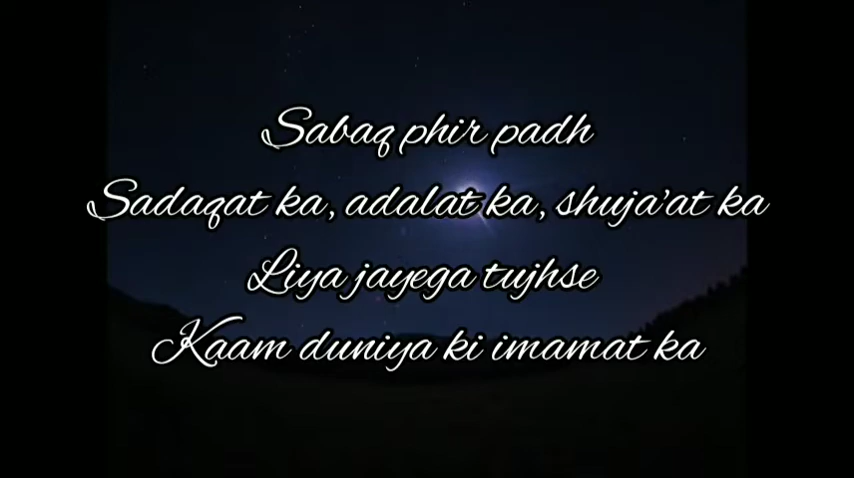 Sabaq phir padh
Sadaqat ka, adalat ka, shuja'at ka
Liya jayega tujhse
Kaam duniya ki imamat ka